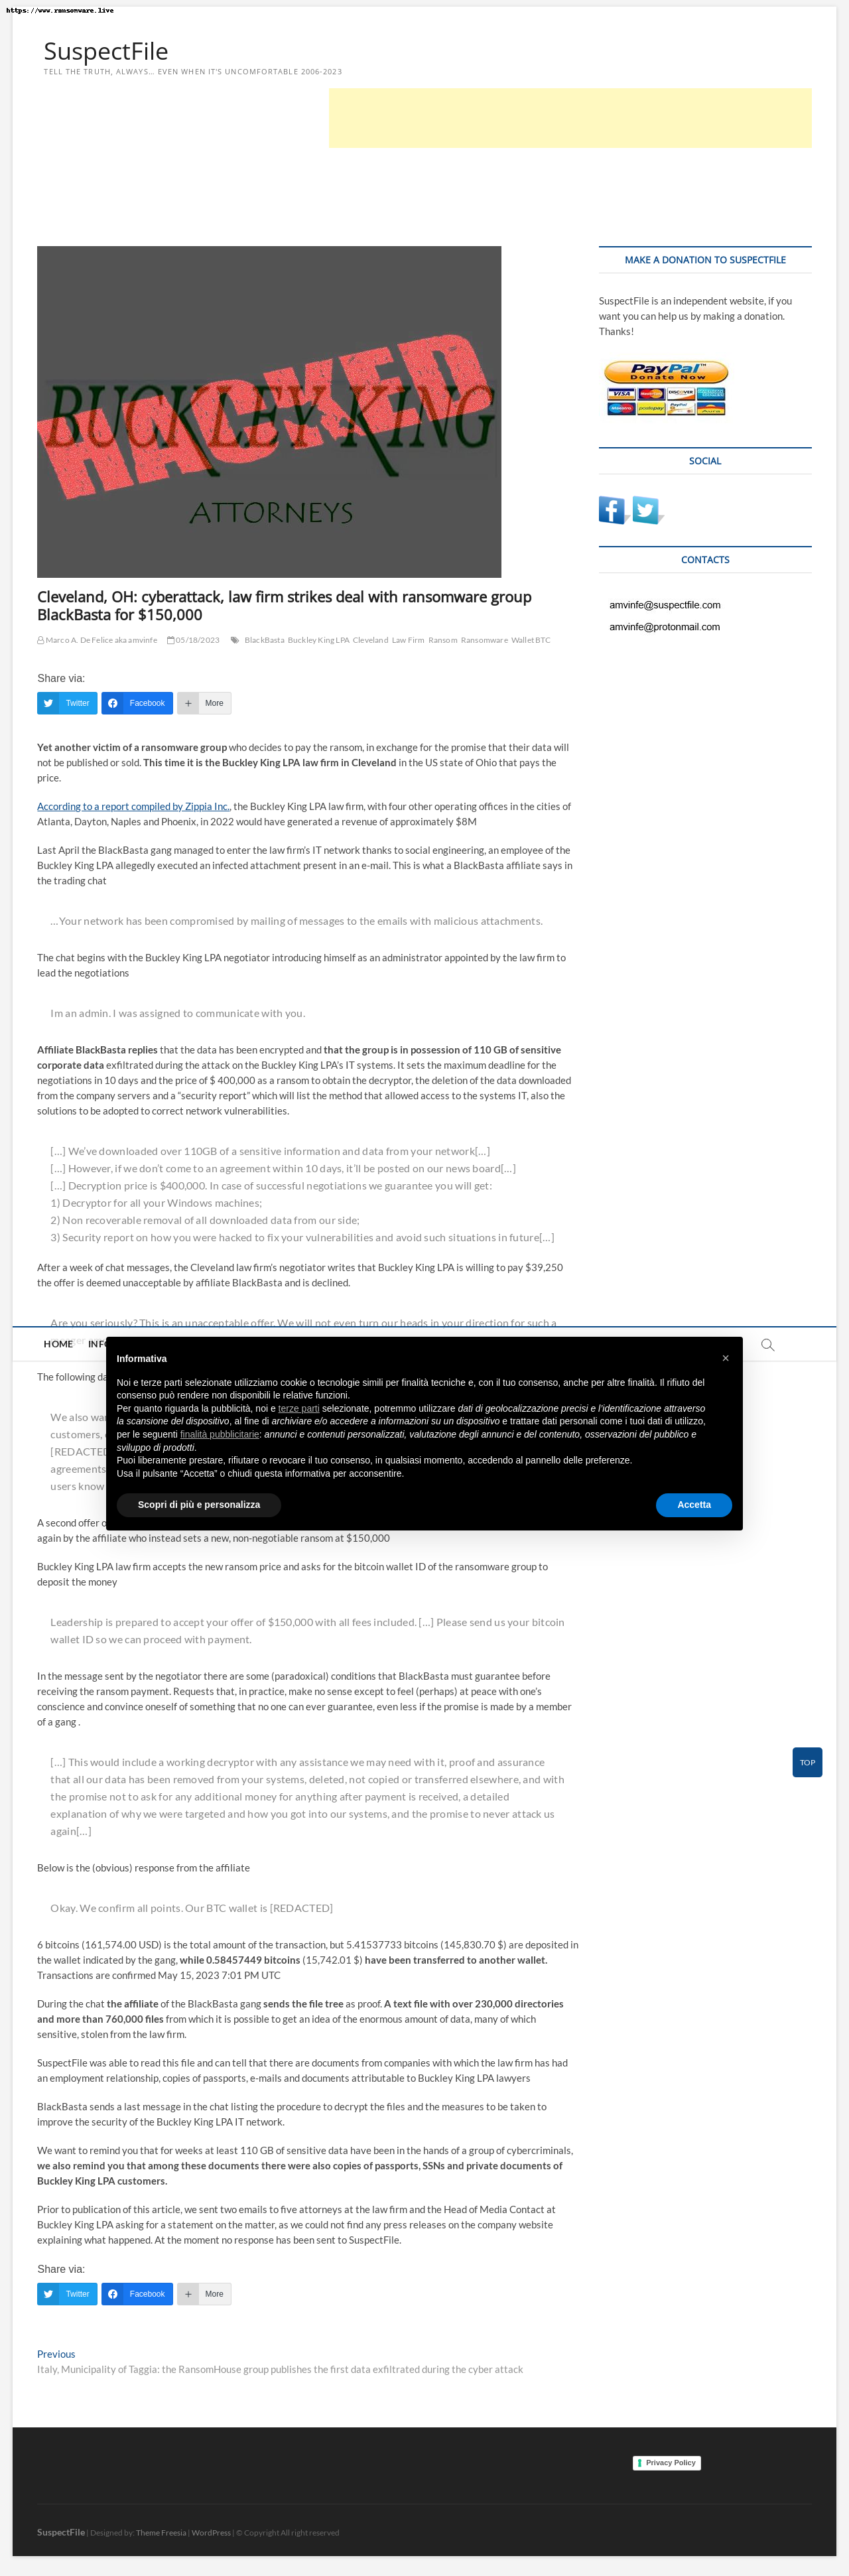 https://www.ransomware.live
SuspectFile
TELL THE TRUTH, ALWAYS… EVEN WHEN IT'S UNCOMFORTABLE 2006-2023
BUCKLEY KING
HACKED
ATTORNEYS
Cleveland, OH: cyberattack, law firm strikes deal with ransomware group
BlackBasta for $150,000
Marco A. De Felice aka amvinfe 05/18/2023 BlackBasta Buckley King LPA Cleveland Law Firm Ransom Ransomware Wallet BTC
Share via:
Twitter Facebook More
Yet another victim of a ransomware group who decides to pay the ransom, in exchange for the promise that their data will
not be published or sold. This time it is the Buckley King LPA law firm in Cleveland in the US state of Ohio that pays the
price.
According to a report compiled by Zippia Inc., the Buckley King LPA law firm, with four other operating offices in the cities of
Atlanta, Dayton, Naples and Phoenix, in 2022 would have generated a revenue of approximately $8M
Last April the BlackBasta gang managed to enter the law firm's IT network thanks to social engineering, an employee of the
Buckley King LPA allegedly executed an infected attachment present in an e-mail. This is what a BlackBasta affiliate says in
the trading chat
…Your network has been compromised by mailing of messages to the emails with malicious attachments.
The chat begins with the Buckley King LPA negotiator introducing himself as an administrator appointed by the law firm to
lead the negotiations
Im an admin. I was assigned to communicate with you.
Affiliate BlackBasta replies that the data has been encrypted and that the group is in possession of 110 GB of sensitive
corporate data exfiltrated during the attack on the Buckley King LPA's IT systems. It sets the maximum deadline for the
negotiations in 10 days and the price of $ 400,000 as a ransom to obtain the decryptor, the deletion of the data downloaded
from the company servers and a "security report" which will list the method that allowed access to the systems IT, also the
solutions to be adopted to correct network vulnerabilities.
[…] We've downloaded over 110GB of a sensitive information and data from your network[…]
[…] However, if we don't come to an agreement within 10 days, it'll be posted on our news board[…]
[…] Decryption price is $400,000. In case of successful negotiations we guarantee you will get:
1) Decryptor for all your Windows machines;
2) Non recoverable removal of all downloaded data from our side;
3) Security report on how you were hacked to fix your vulnerabilities and avoid such situations in future[…]
After a week of chat messages, the Cleveland law firm's negotiator writes that Buckley King LPA is willing to pay $39,250
the offer is deemed unacceptable by affiliate BlackBasta and is declined.
Are you seriously? This is an unacceptable offer. We will not even turn our heads in your direction for such a
HOME
The following da
We also wa
customers,
[REDACTED
agreements
users know
Informativa
×
Noi e terze parti selezionate utilizziamo cookie o tecnologie simili per finalità tecniche e, con il tuo consenso, anche per altre finalità. Il rifiuto del
consenso può rendere non disponibili le relative funzioni.
Per quanto riguarda la pubblicità, noi e terze parti selezionate, potremmo utilizzare dati di geolocalizzazione precisi e l'identificazione attraverso
la scansione del dispositivo, al fine di archiviare e/o accedere a informazioni su un dispositivo e trattare dati personali come i tuoi dati di utilizzo,
per le seguenti finalità pubblicitarie: annunci e contenuti personalizzati, valutazione degli annunci e del contenuto, osservazioni del pubblico e
sviluppo di prodotti.
Puoi liberamente prestare, rifiutare o revocare il tuo consenso, in qualsiasi momento, accedendo al pannello delle preferenze.
Usa il pulsante "Accetta" o chiudi questa informativa per acconsentire.
Scopri di più e personalizza Accetta
A second offer o
again by the affiliate who instead sets a new, non-negotiable ransom at $150,000
Buckley King LPA law firm accepts the new ransom price and asks for the bitcoin wallet ID of the ransomware group to
deposit the money
Leadership is prepared to accept your offer of $150,000 with all fees included. […] Please send us your bitcoin
wallet ID so we can proceed with payment.
In the message sent by the negotiator there are some (paradoxical) conditions that BlackBasta must guarantee before
receiving the ransom payment. Requests that, in practice, make no sense except to feel (perhaps) at peace with one's
conscience and convince oneself of something that no one can ever guarantee, even less if the promise is made by a member
of a gang .
[…] This would include a working decryptor with any assistance we may need with it, proof and assurance
that all our data has been removed from your systems, deleted, not copied or transferred elsewhere, and with
the promise not to ask for any additional money for anything after payment is received, a detailed
explanation of why we were targeted and how you got into our systems, and the promise to never attack us
again[…]
Below is the (obvious) response from the affiliate
Okay. We confirm all points. Our BTC wallet is [REDACTED]
6 bitcoins (161,574.00 USD) is the total amount of the transaction, but 5.41537733 bitcoins (145,830.70 $) are deposited in
the wallet indicated by the gang, while 0.58457449 bitcoins (15,742.01 $) have been transferred to another wallet.
Transactions are confirmed May 15, 2023 7:01 PM UTC
During the chat the affiliate of the BlackBasta gang sends the file tree as proof. A text file with over 230,000 directories
and more than 760,000 files from which it is possible to get an idea of the enormous amount of data, many of which
sensitive, stolen from the law firm.
SuspectFile was able to read this file and can tell that there are documents from companies with which the law firm has had
an employment relationship, copies of passports, e-mails and documents attributable to Buckley King LPA lawyers
BlackBasta sends a last message in the chat listing the procedure to decrypt the files and the measures to be taken to
improve the security of the Buckley King LPA IT network.
We want to remind you that for weeks at least 110 GB of sensitive data have been in the hands of a group of cybercriminals,
we also remind you that among these documents there were also copies of passports, SSNs and private documents of
Buckley King LPA customers.
Prior to publication of this article, we sent two emails to five attorneys at the law firm and the Head of Media Contact at
Buckley King LPA asking for a statement on the matter, as we could not find any press releases on the company website
explaining what happened. At the moment no response has been sent to SuspectFile.
Share via:
Twitter Facebook More
Previous
Italy, Municipality of Taggia: the RansomHouse group publishes the first data exfiltrated during the cyber attack
MAKE A DONATION TO SUSPECTFILE
SuspectFile is an independent website, if you
want you can help us by making a donation.
Thanks!
PayPal
Donate Now
VISA
SOCIAL
CONTACTS
amvinfe@suspectfile.com
amvinfe@protonmail.com
TOP
Privacy Policy
SuspectFile | Designed by: Theme Freesia | WordPress | © Copyright All right reserved